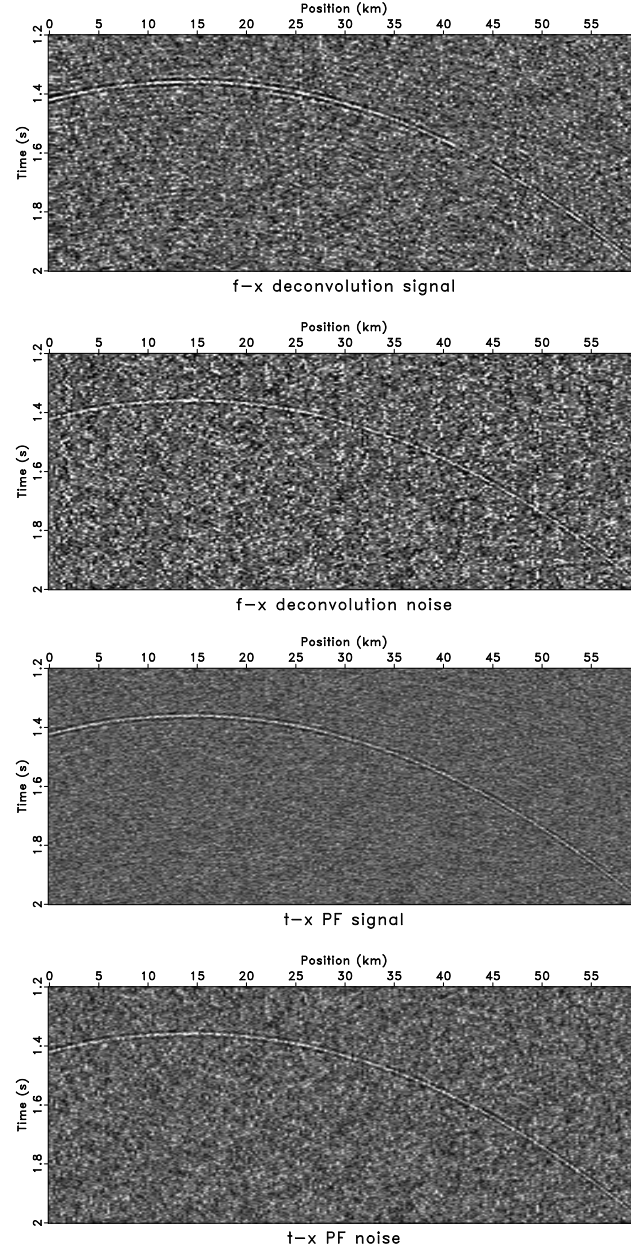 Position (km)
0 5 10 15 20 25 30 35 40 45 50 55
Time (s)
1.2
1.4
1.6
1.8
2
f-x deconvolution signal
Position (km)
0 5 10 15 20 25 30 35 40 45 50 55
Time (s)
1.2
1.4
1.6
1.8
2
f-x deconvolution noise
Position (km)
0 5 10 15 20 25 30 35 40 45 50 55
Time (s)
1.2
1.4
1.6
1.8
2
t-x PF signal
Position (km)
0 5 10 15 20 25 30 35 40 45 50 55
Time (s)
1.2
1.4
1.6
1.8
2
t-x PF noise